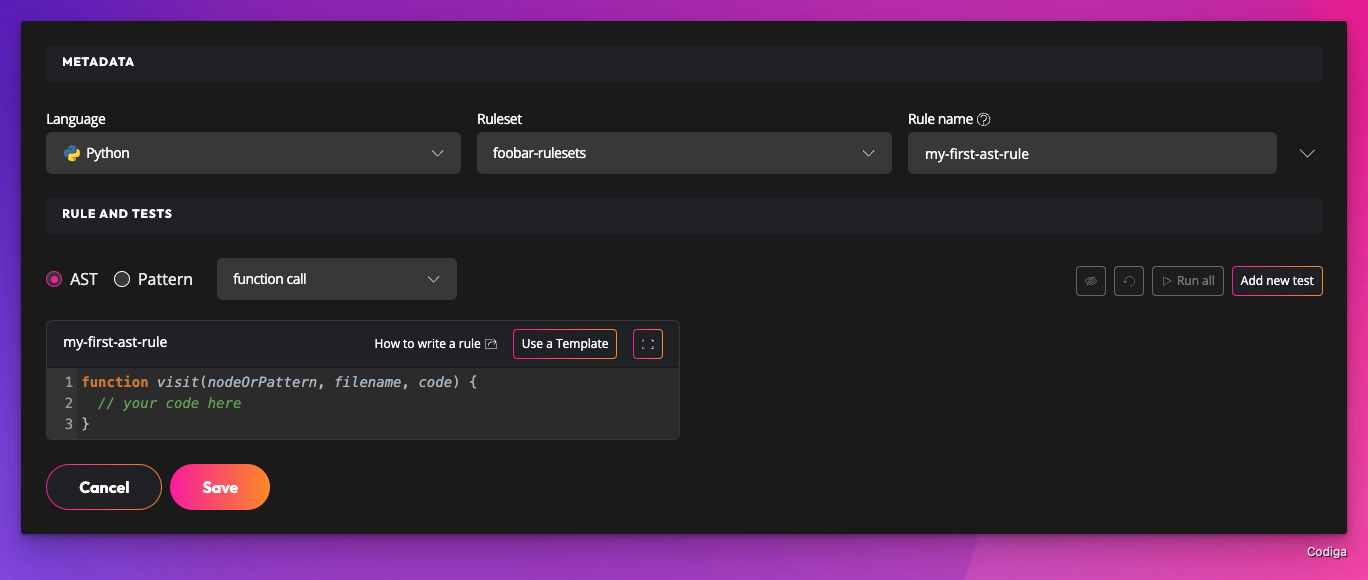 METADATA
Language
Ruleset
Rule name ?
Python
foobar-rulesets
my-first-ast-rule
RULE AND TESTS
AST
Pattern
function call
Run all
Add new test
my-first-ast-rule
How to write a rule
Use a Template
1 function visit(nodeOrPattern, filename, code) {
2 // your code here
3 }
Cancel
Save
Codiga